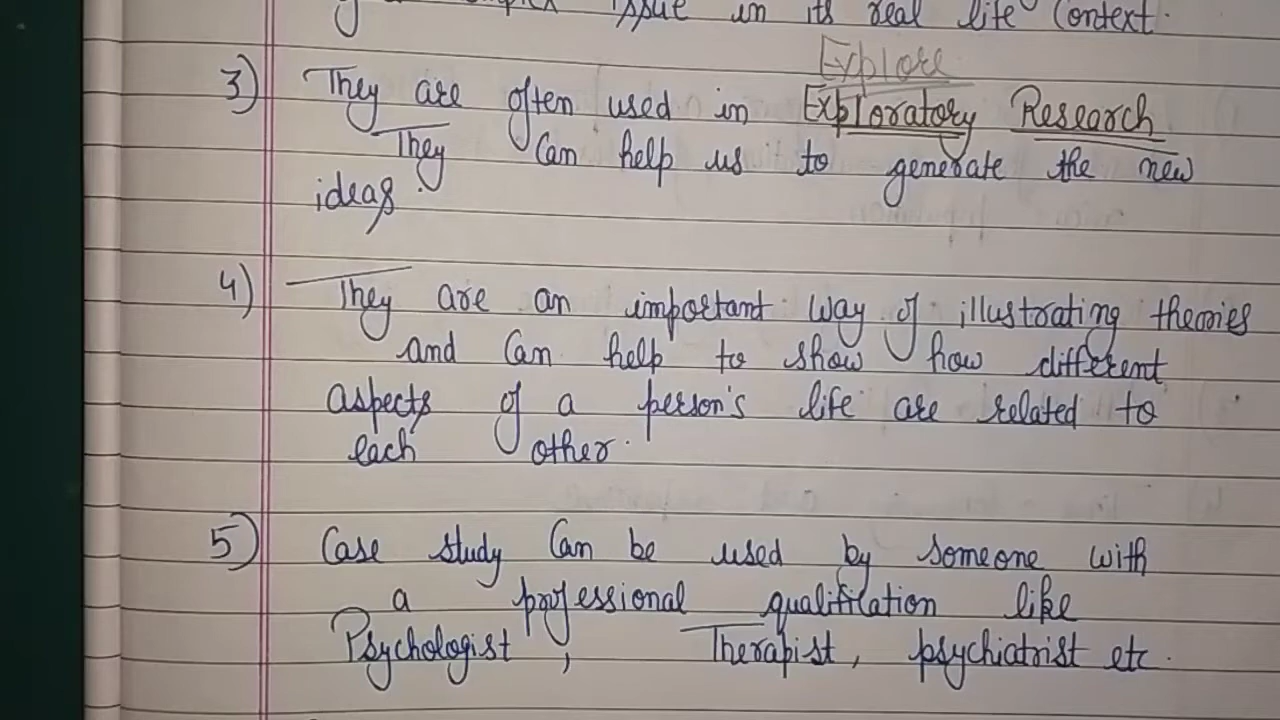 issue in its real life Context.
Explore
3) They are often used in Exploratory Research
They Can help us to generate the new
ideas.
4) They are an important way of illustrating theories
and Can help to show how different
aspects of a person's life are related to
each other.
5) Case study Can be used by someone with
a professional qualification like
Psychologist, Therapist, psychiatrist etc.